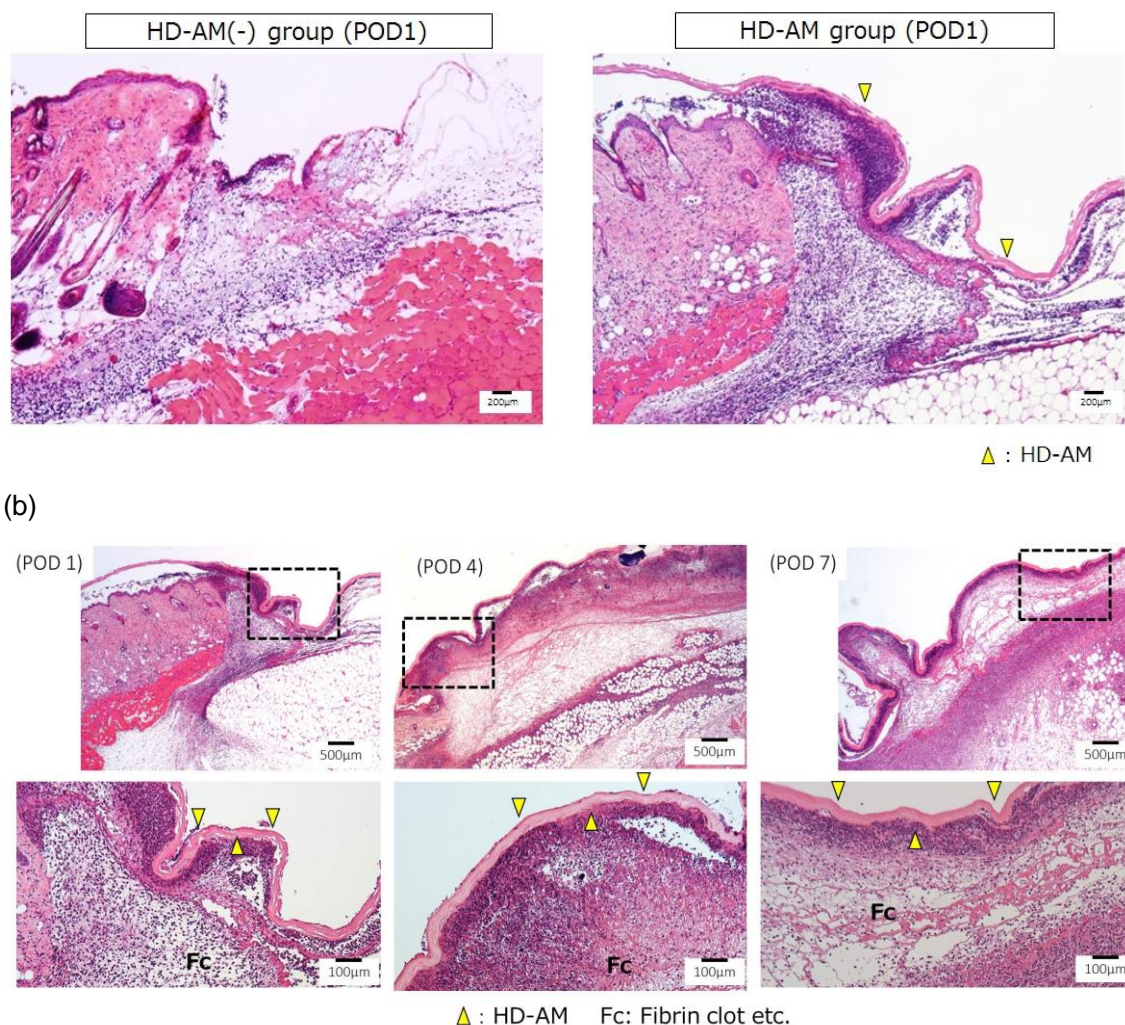 HD-AM(-) group (POD1)
HD-AM group (POD1)
200μm
200μm
: HD-AM
(b)
(POD 1)
(POD 4)
(POD 7)
500μm
500μm
500μm
Fc
Fc
Fc
100μm
100μm
100μm
: HD-AM Fc: Fibrin clot etc.